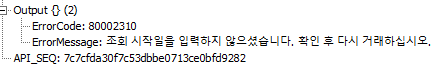 Output {} (2)
ErrorCode: 80002310
ErrorMessage: 조회 시작일을 입력하지 않으셨습니다. 확인 후 다시 거래하십시오.
API_SEQ: 7c7cfda30f7c53dbbe0713ce0bfd9282